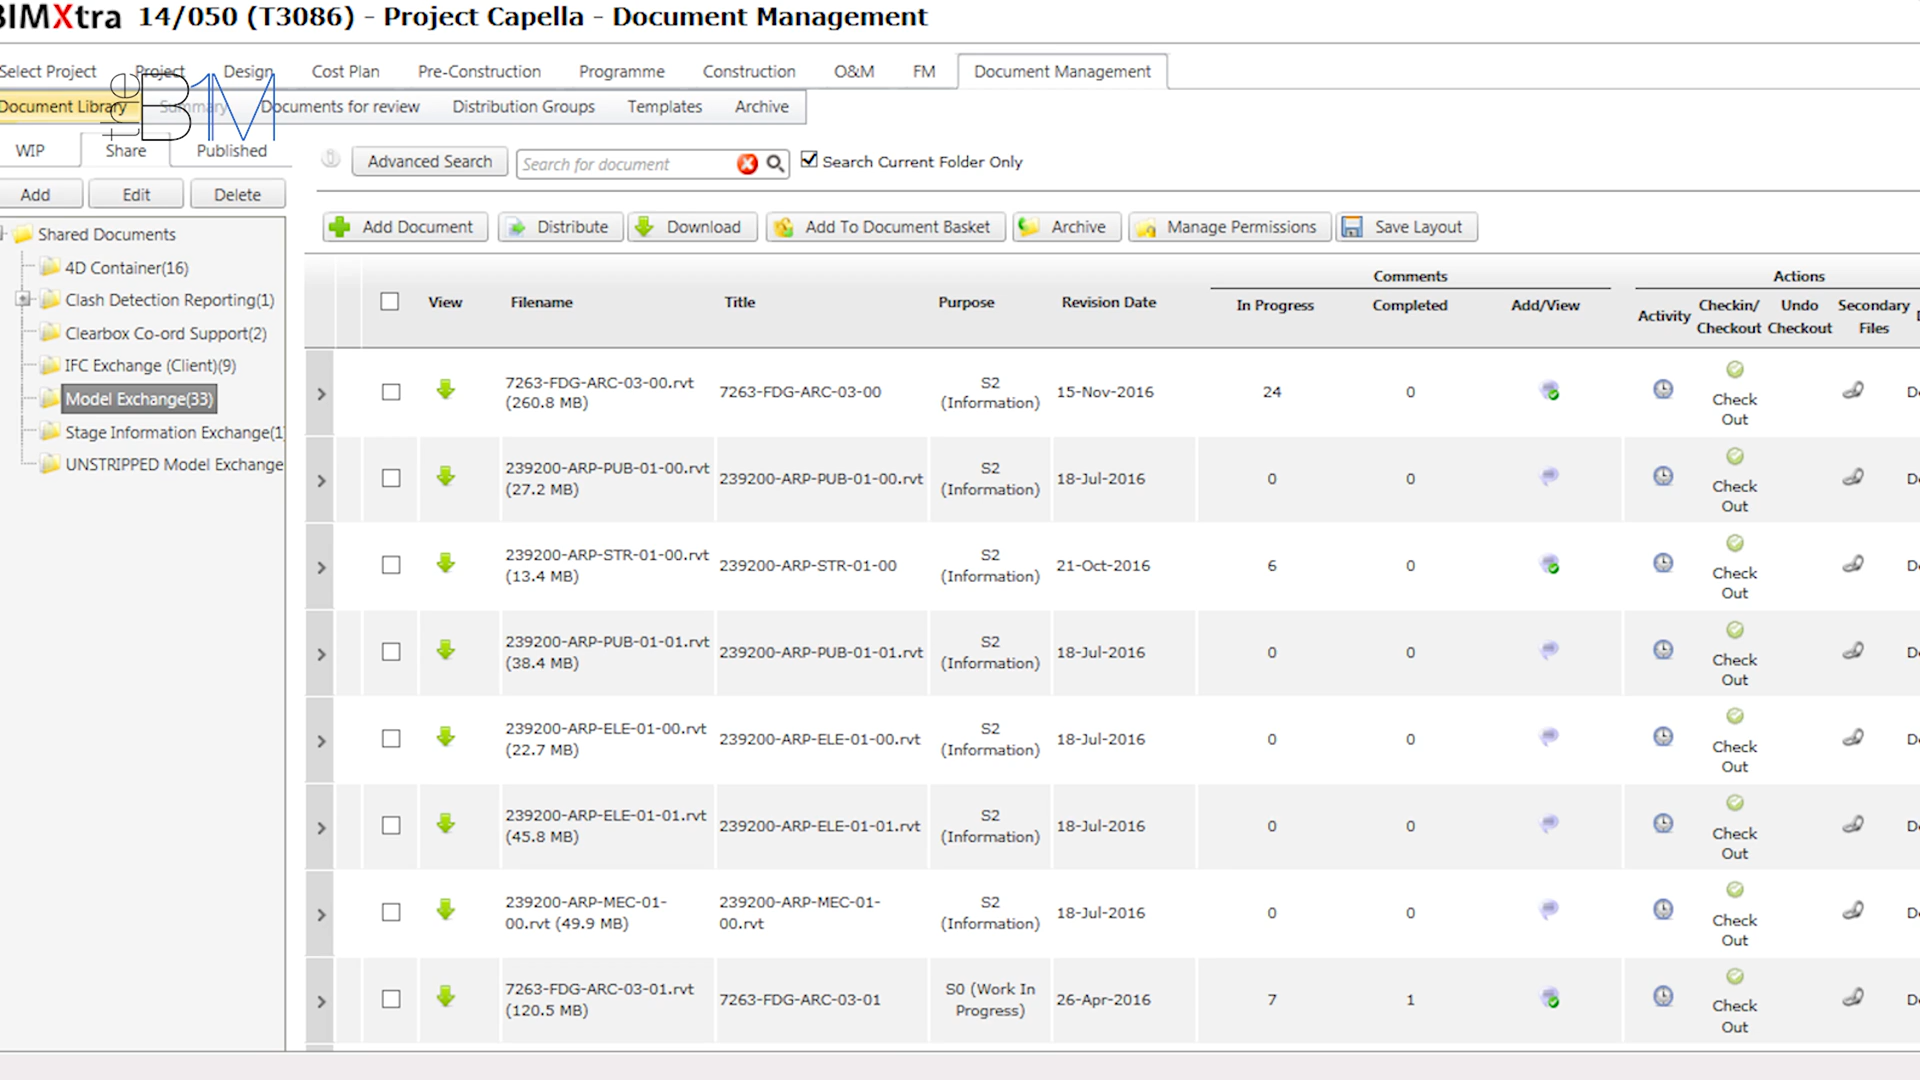 BIMXtra 14/050 (T3086) - Project Capella - Document Management
Select Project Project Design Cost Plan Pre-Construction Programme Construction O&M FM Document Management
Document Library Summary Documents for review Distribution Groups Templates Archive
the B1M
WIP Share Published
Advanced Search Search for document Search Current Folder Only
Add Edit Delete
Add Document Distribute Download Add To Document Basket Archive Manage Permissions Save Layout
Shared Documents
4D Container(16)
Clash Detection Reporting(1)
Clearbox Co-ord Support(2)
IFC Exchange (Client)(9)
Model Exchange(33)
Stage Information Exchange(1
UNSTRIPPED Model Exchange
Comments Actions
View Filename Title Purpose Revision Date In Progress Completed Add/View Activity Checkin/ Undo Secondary
Checkout Checkout Files
7263-FDG-ARC-03-00.rvt 7263-FDG-ARC-03-00 S2 15-Nov-2016 24 0 Check
(260.8 MB) (Information) Out
239200-ARP-PUB-01-00.rvt 239200-ARP-PUB-01-00.rvt S2 18-Jul-2016 0 0 Check
(27.2 MB) (Information) Out
239200-ARP-STR-01-00.rvt 239200-ARP-STR-01-00 S2 21-Oct-2016 6 0 Check
(13.4 MB) (Information) Out
239200-ARP-PUB-01-01.rvt 239200-ARP-PUB-01-01.rvt S2 18-Jul-2016 0 0 Check
(38.4 MB) (Information) Out
239200-ARP-ELE-01-00.rvt 239200-ARP-ELE-01-00.rvt S2 18-Jul-2016 0 0 Check
(22.7 MB) (Information) Out
239200-ARP-ELE-01-01.rvt 239200-ARP-ELE-01-01.rvt S2 18-Jul-2016 0 0 Check
(45.8 MB) (Information) Out
239200-ARP-MEC-01- 239200-ARP-MEC-01- S2 18-Jul-2016 0 0 Check
00.rvt (49.9 MB) 00.rvt (Information) Out
7263-FDG-ARC-03-01.rvt 7263-FDG-ARC-03-01 S0 (Work In 26-Apr-2016 7 1 Check
(120.5 MB) Progress) Out